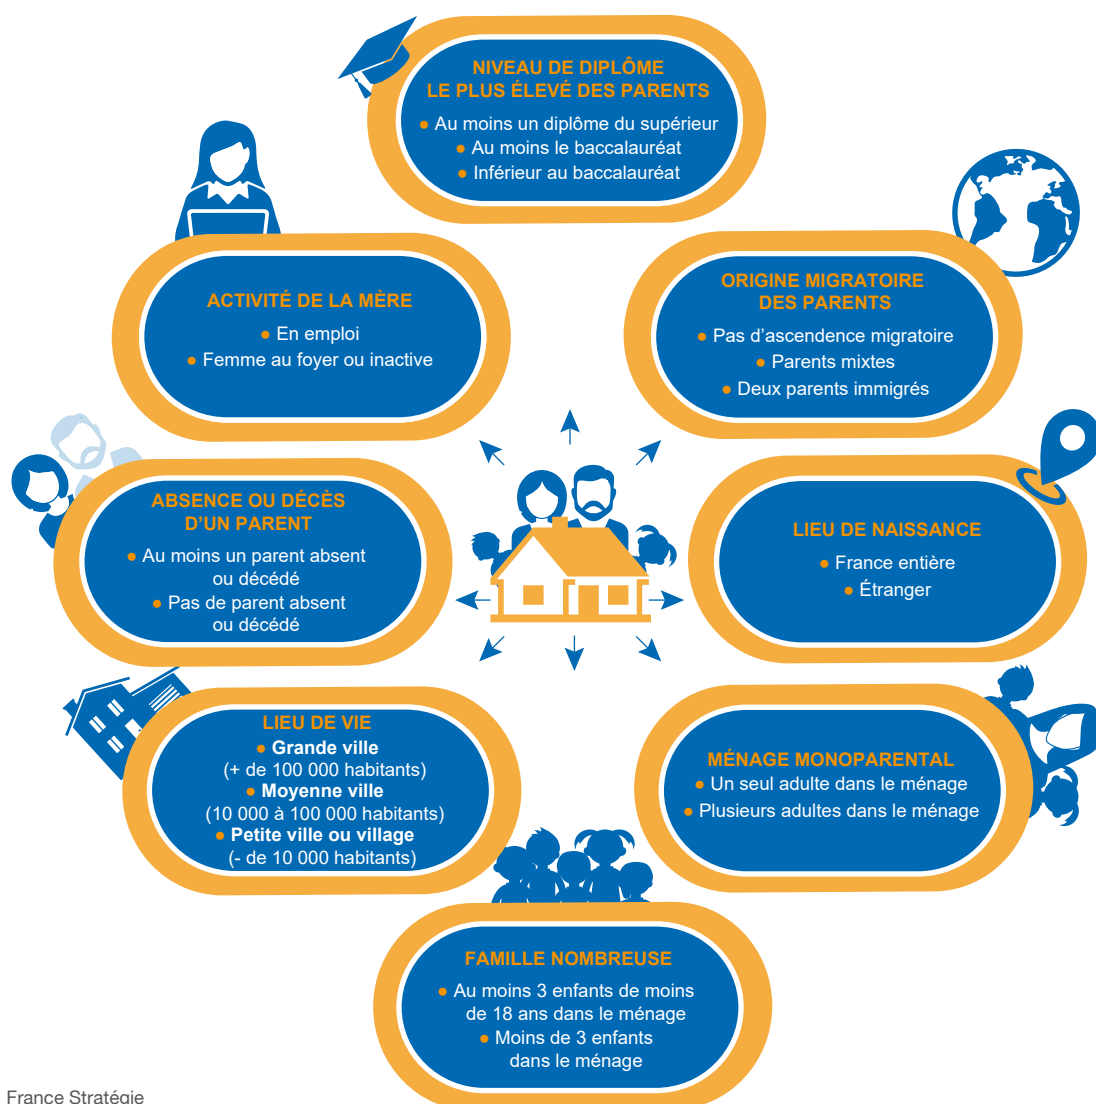 NIVEAU DE DIPLÔME
LE PLUS ÉLEVÉ DES PARENTS
● Au moins un diplôme du supérieur
● Au moins le baccalauréat
● Inférieur au baccalauréat
ACTIVITÉ DE LA MÈRE
● En emploi
● Femme au foyer ou inactive
ORIGINE MIGRATOIRE
DES PARENTS
● Pas d'ascendence migratoire
● Parents mixtes
● Deux parents immigrés
ABSENCE OU DÉCÈS
D'UN PARENT
● Au moins un parent absent
ou décédé
● Pas de parent absent
ou décédé
LIEU DE NAISSANCE
● France entière
● Étranger
LIEU DE VIE
● Grande ville
(+ de 100 000 habitants)
● Moyenne ville
(10 000 à 100 000 habitants)
● Petite ville ou village
(- de 10 000 habitants)
MÉNAGE MONOPARENTAL
● Un seul adulte dans le ménage
● Plusieurs adultes dans le ménage
FAMILLE NOMBREUSE
● Au moins 3 enfants de moins
de 18 ans dans le ménage
● Moins de 3 enfants
dans le ménage
France Stratégie